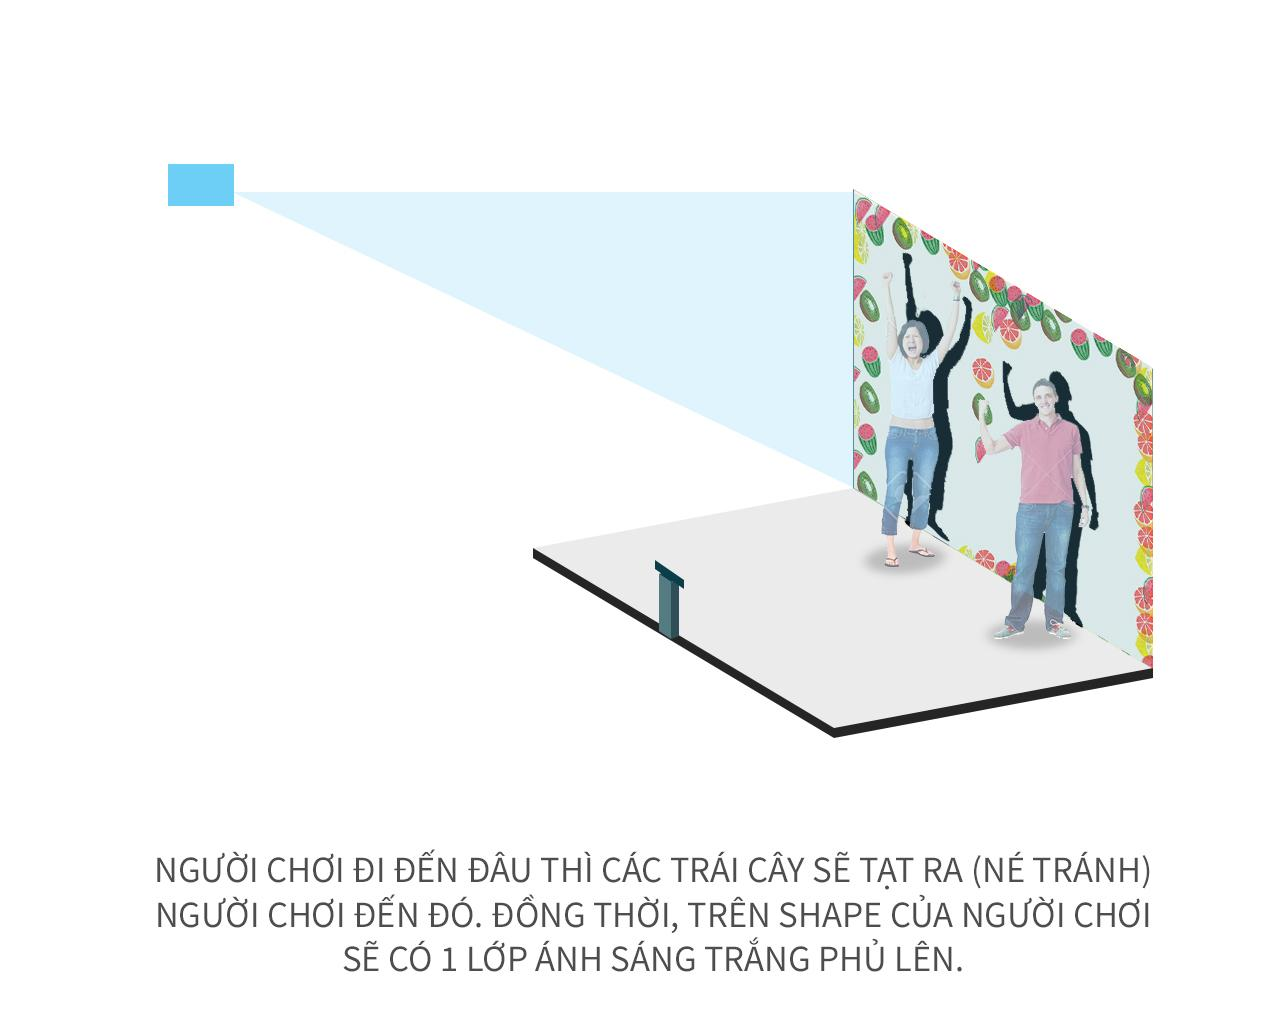 NGƯỜI CHƠI ĐI ĐẾN ĐÂU THÌ CÁC TRÁI CÂY SẼ TẠT RA (NÉ TRÁNH)
NGƯỜI CHƠI ĐẾN ĐÓ. ĐỒNG THỜI, TRÊN SHAPE CỦA NGƯỜI CHƠI
SẼ CÓ 1 LỚP ÁNH SÁNG TRẮNG PHỦ LÊN.